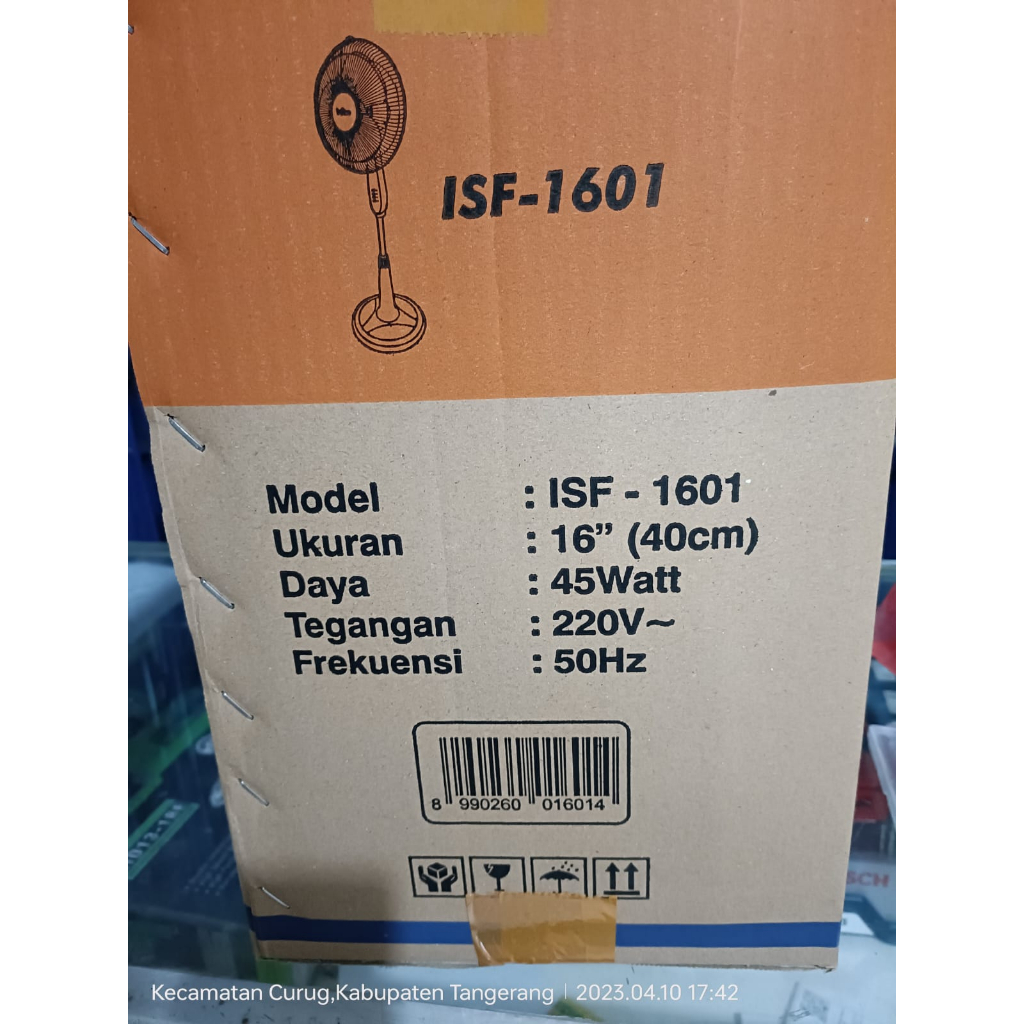 ISF-1601
Model : ISF - 1601
Ukuran : 16” (40cm)
Daya : 45Watt
Tegangan : 220V~
Frekuensi : 50Hz
8 990260 016014
Kecamatan Curug,Kabupaten Tangerang | 2023.04.10 17:42